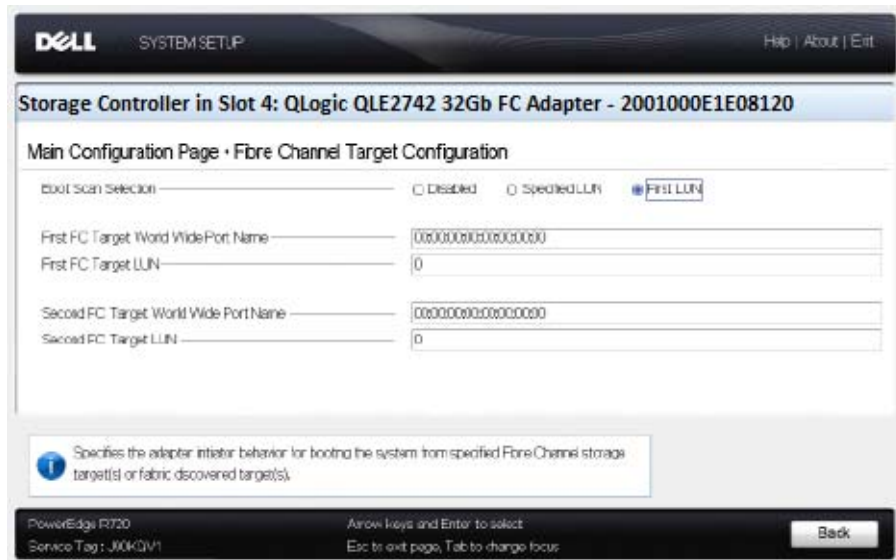 DELL SYSTEM SETUP Help | About | Exit
Storage Controller in Slot 4: QLogic QLE2742 32Gb FC Adapter - 2001000E1E08120
Main Configuration Page • Fibre Channel Target Configuration
Boot Scan Selection Disabled Specified LUN First LUN
First FC Target World Wide Port Name 00:00:00:00:00:00:00:00
First FC Target LUN 0
Second FC Target World Wide Port Name 00:00:00:00:00:00:00:00
Second FC Target LUN 0
Specifies the adapter initiator behavior for booting the system from specified Fibre Channel storage
target(s) or fabric discovered target(s).
PowerEdge R720 Arrow keys and Enter to select
Service Tag : Esc to exit page, Tab to change focus Back